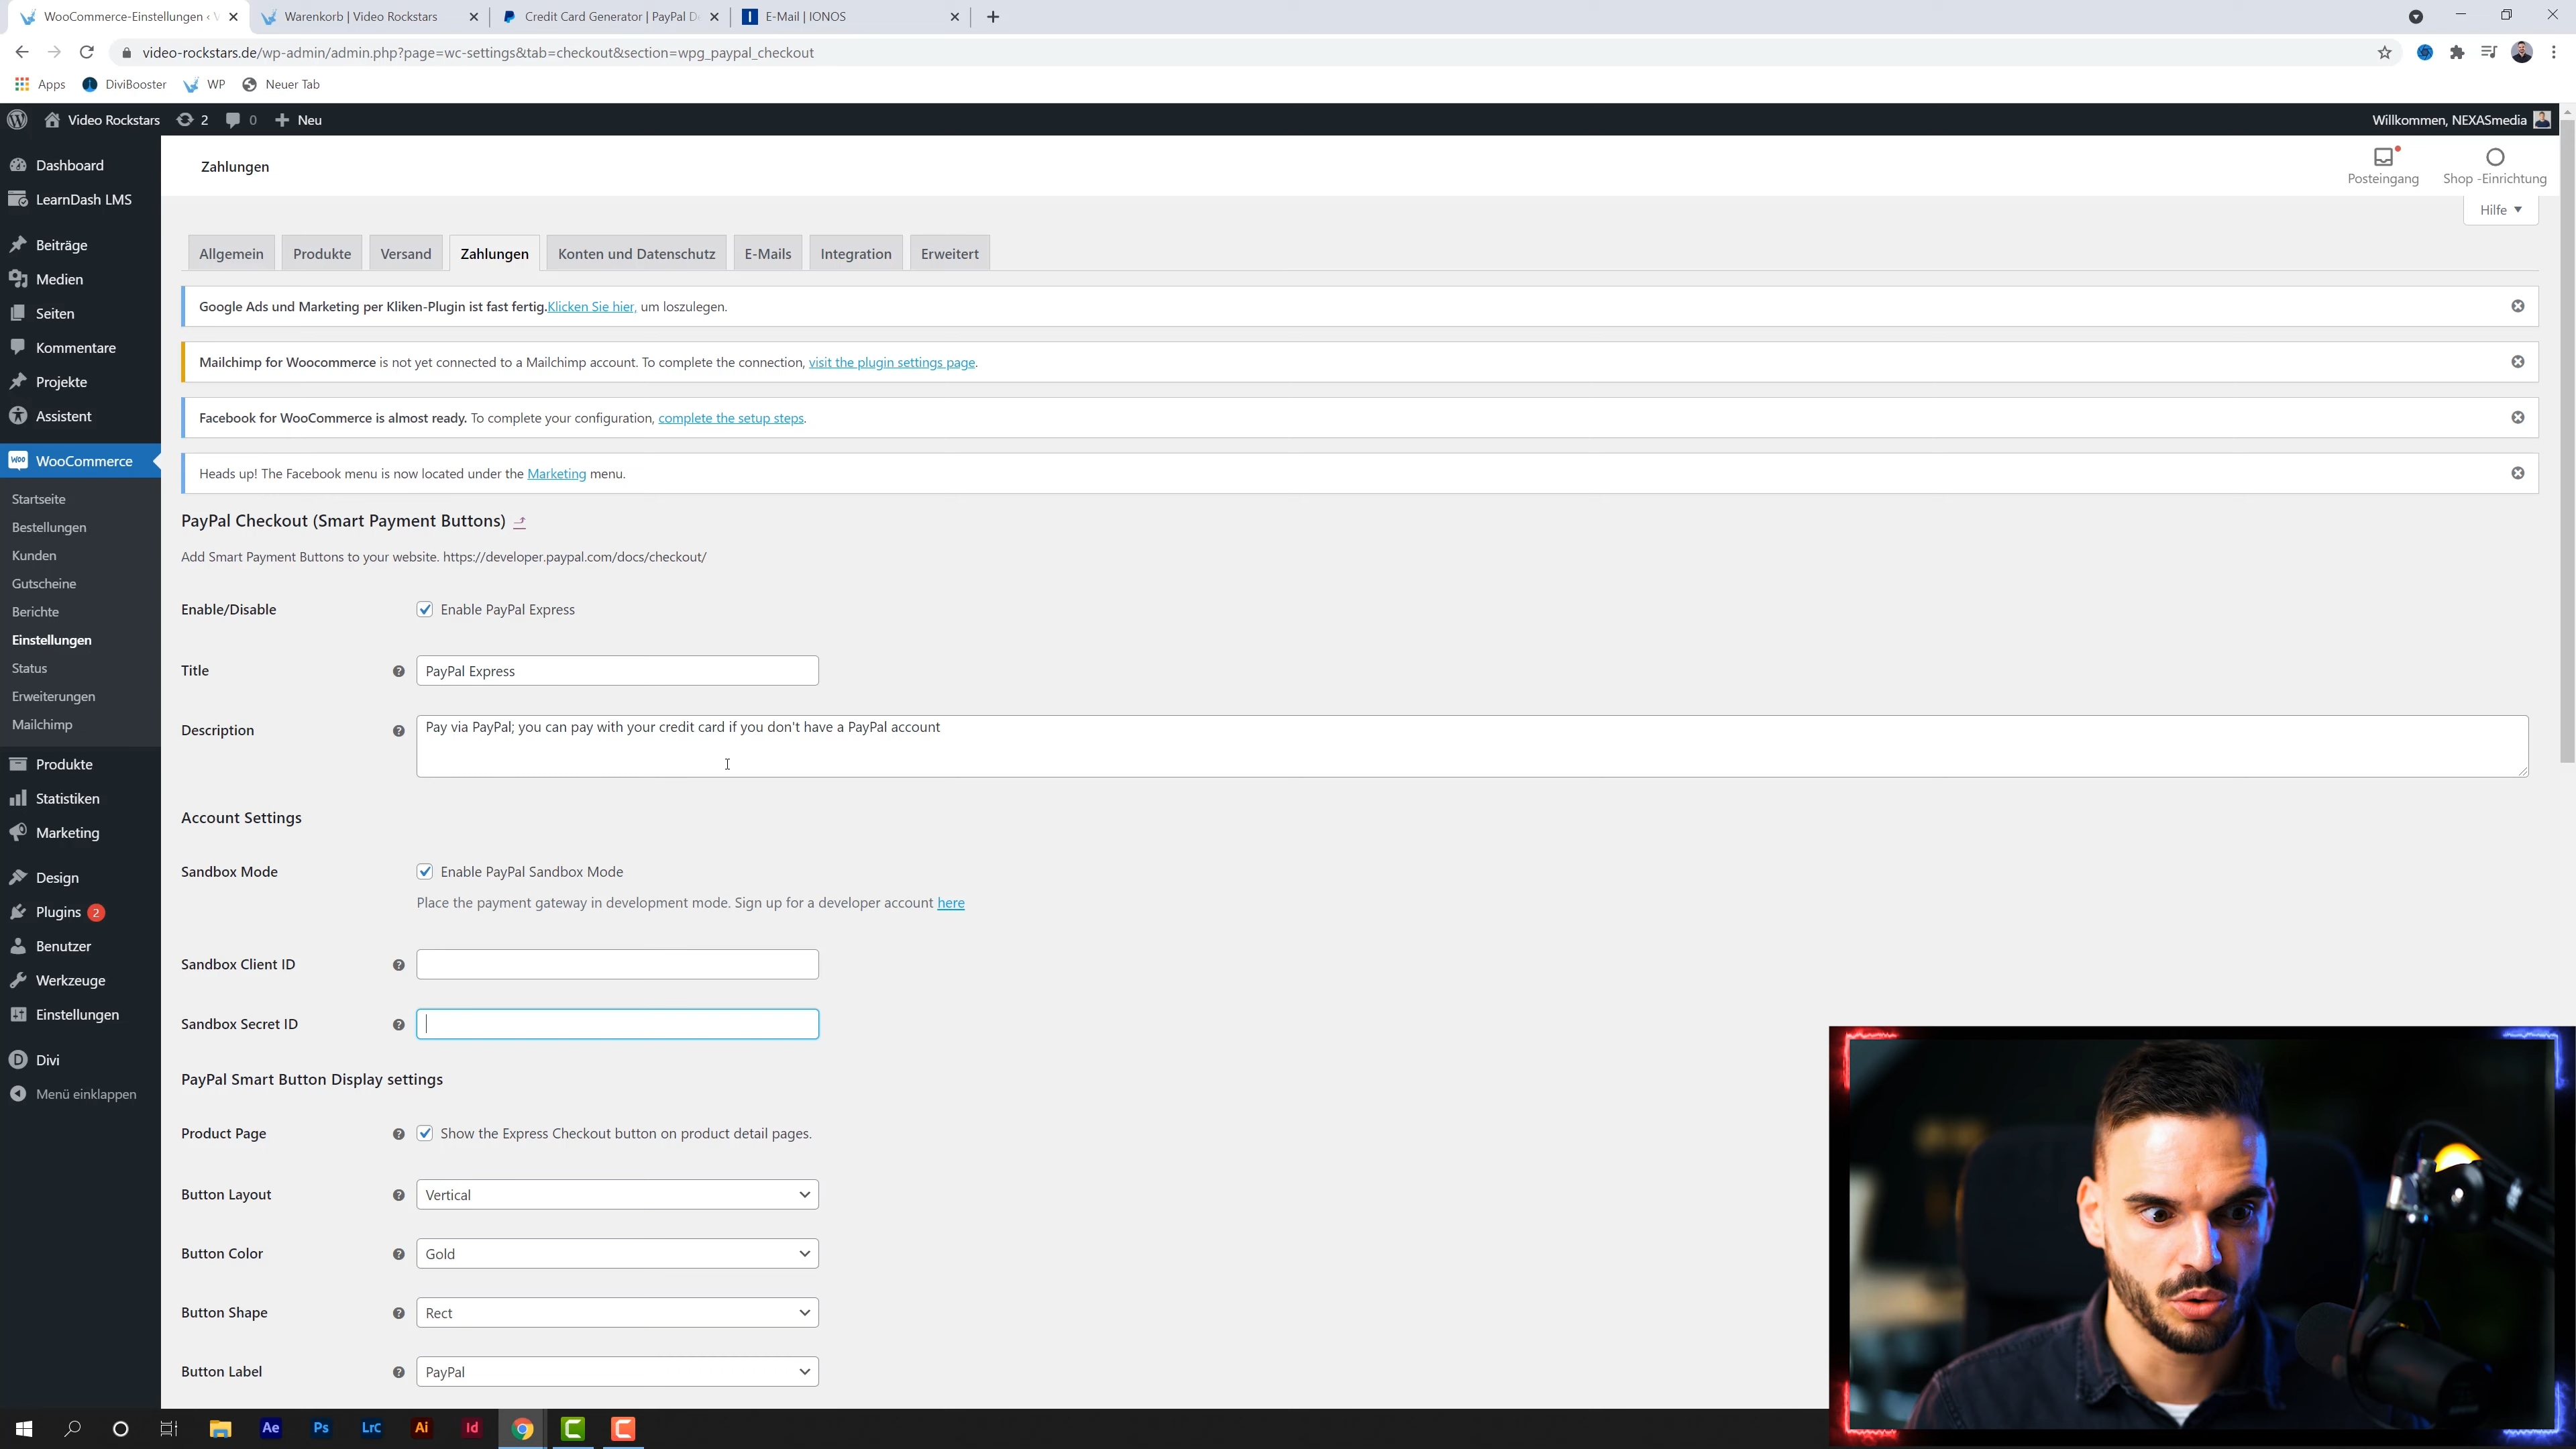 WooCommerce-Einstellungen ‹ V
Warenkorb | Video Rockstars
Credit Card Generator | PayPal D
E-Mail | IONOS
video-rockstars.de/wp-admin/admin.php?page=wc-settings&tab=checkout&section=wpg_paypal_checkout
Apps DiviBooster WP Neuer Tab
Video Rockstars 2 0 Neu
Willkommen, NEXASmedia
Dashboard
LearnDash LMS
Beiträge
Medien
Seiten
Kommentare
Projekte
Assistent
WooCommerce
Startseite
Bestellungen
Kunden
Gutscheine
Berichte
Einstellungen
Status
Erweiterungen
Mailchimp
Produkte
Statistiken
Marketing
Design
Plugins 2
Benutzer
Werkzeuge
Einstellungen
Divi
Menü einklappen
Zahlungen
Posteingang
Shop -Einrichtung
Hilfe
Allgemein Produkte Versand Zahlungen Konten und Datenschutz E-Mails Integration Erweitert
Google Ads und Marketing per Kliken-Plugin ist fast fertig.Klicken Sie hier, um loszulegen.
Mailchimp for Woocommerce is not yet connected to a Mailchimp account. To complete the connection, visit the plugin settings page.
Facebook for WooCommerce is almost ready. To complete your configuration, complete the setup steps.
Heads up! The Facebook menu is now located under the Marketing menu.
PayPal Checkout (Smart Payment Buttons)
Add Smart Payment Buttons to your website. https://developer.paypal.com/docs/checkout/
Enable/Disable Enable PayPal Express
Title PayPal Express
Description Pay via PayPal; you can pay with your credit card if you don't have a PayPal account
Account Settings
Sandbox Mode Enable PayPal Sandbox Mode
Place the payment gateway in development mode. Sign up for a developer account here
Sandbox Client ID
Sandbox Secret ID
PayPal Smart Button Display settings
Product Page Show the Express Checkout button on product detail pages.
Button Layout Vertical
Button Color Gold
Button Shape Rect
Button Label PayPal
Ae Ps LrC Ai Id